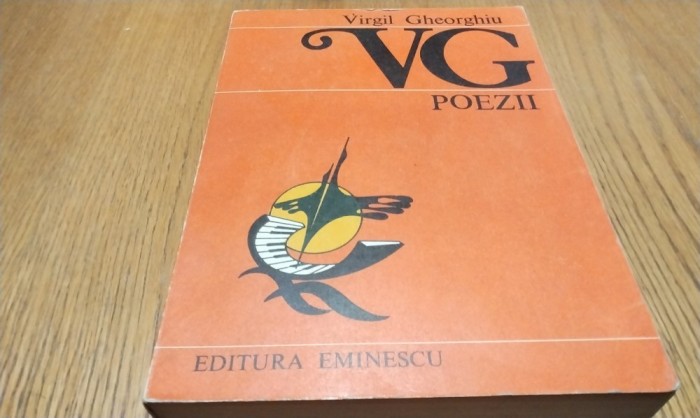 Virgil Gheorghiu
VG
POEZII
EDITURA EMINESCU